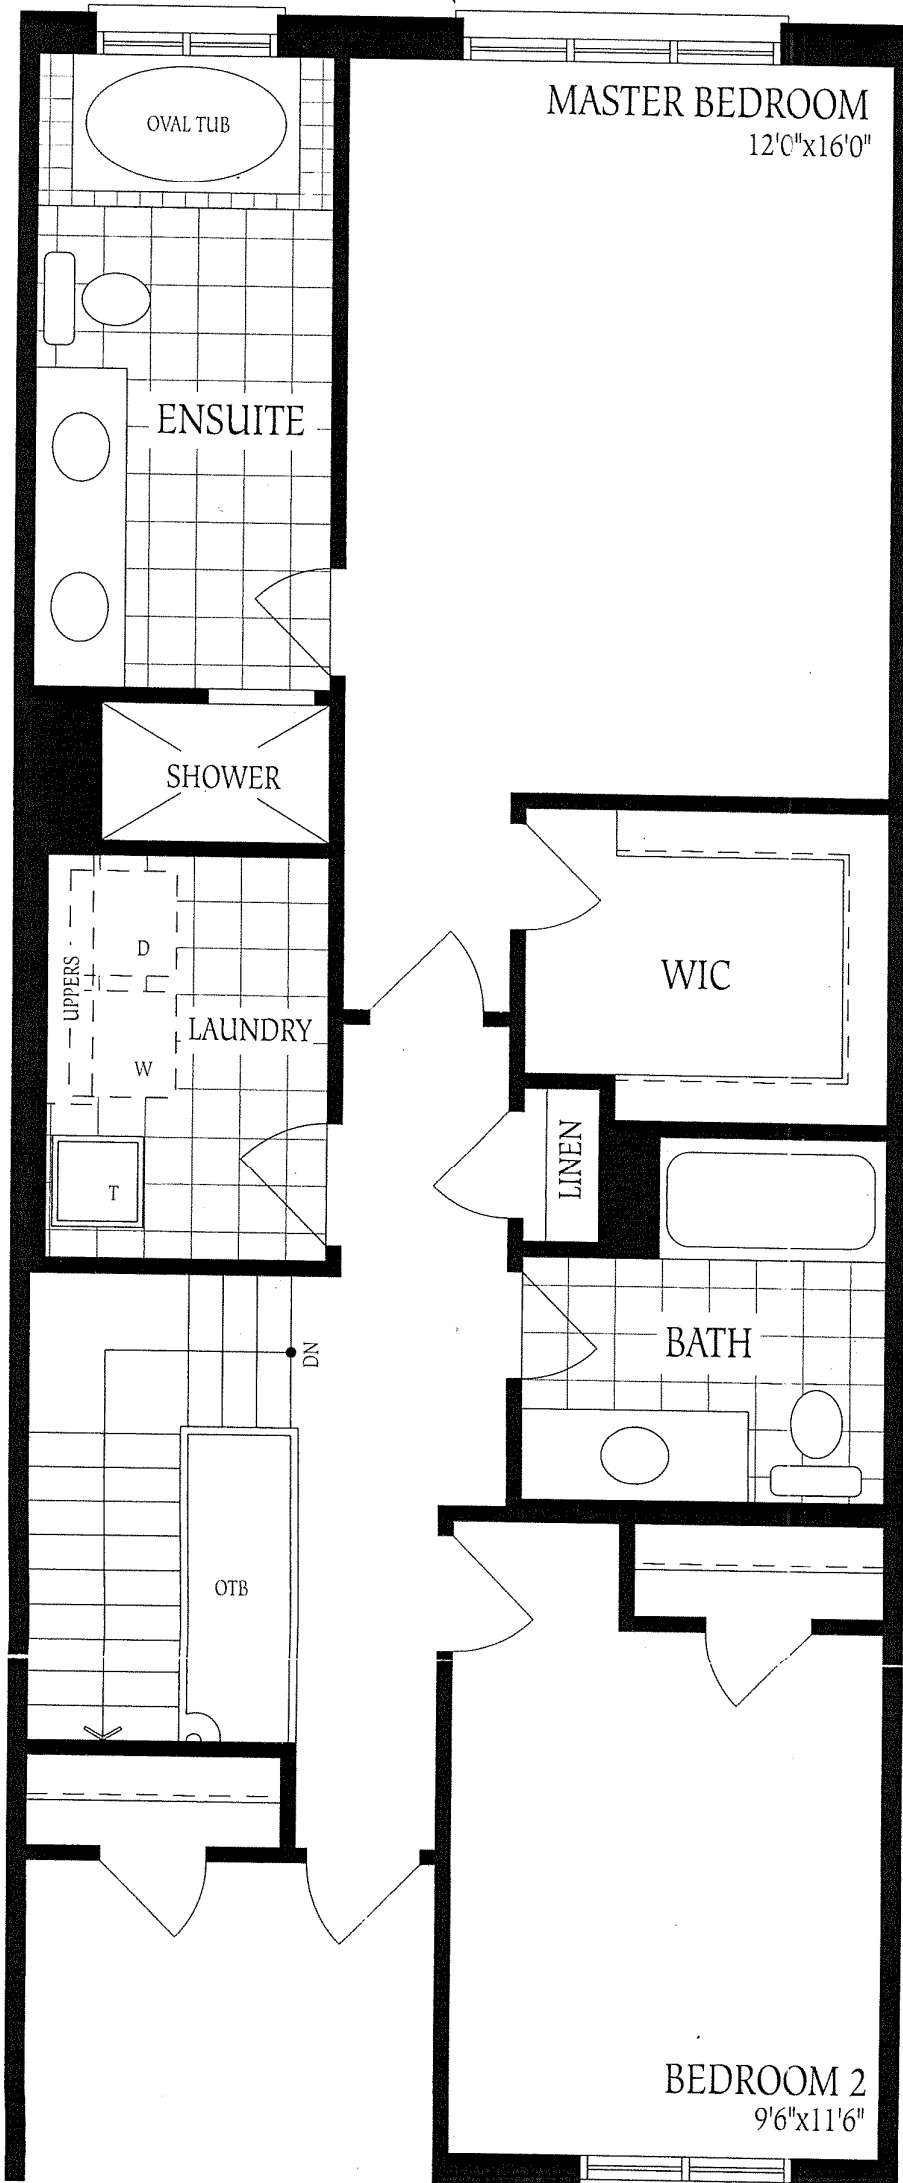 OVAL TUB
MASTER BEDROOM
12'0"x16'0"
ENSUITE
SHOWER
D
UPPERS
WIC
LAUNDRY
W
LINEN
T
BATH
DN
OTB
BEDROOM 2
9'6"x11'6"